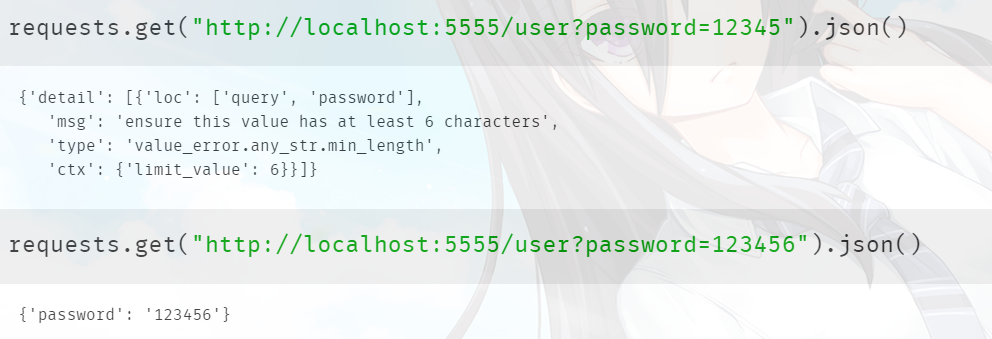 requests.get("http://localhost:5555/user?password=12345").json()
{'detail': [{'loc': ['query', 'password'],
   'msg': 'ensure this value has at least 6 characters',
   'type': 'value_error.any_str.min_length',
   'ctx': {'limit_value': 6}}]}
requests.get("http://localhost:5555/user?password=123456").json()
{'password': '123456'}